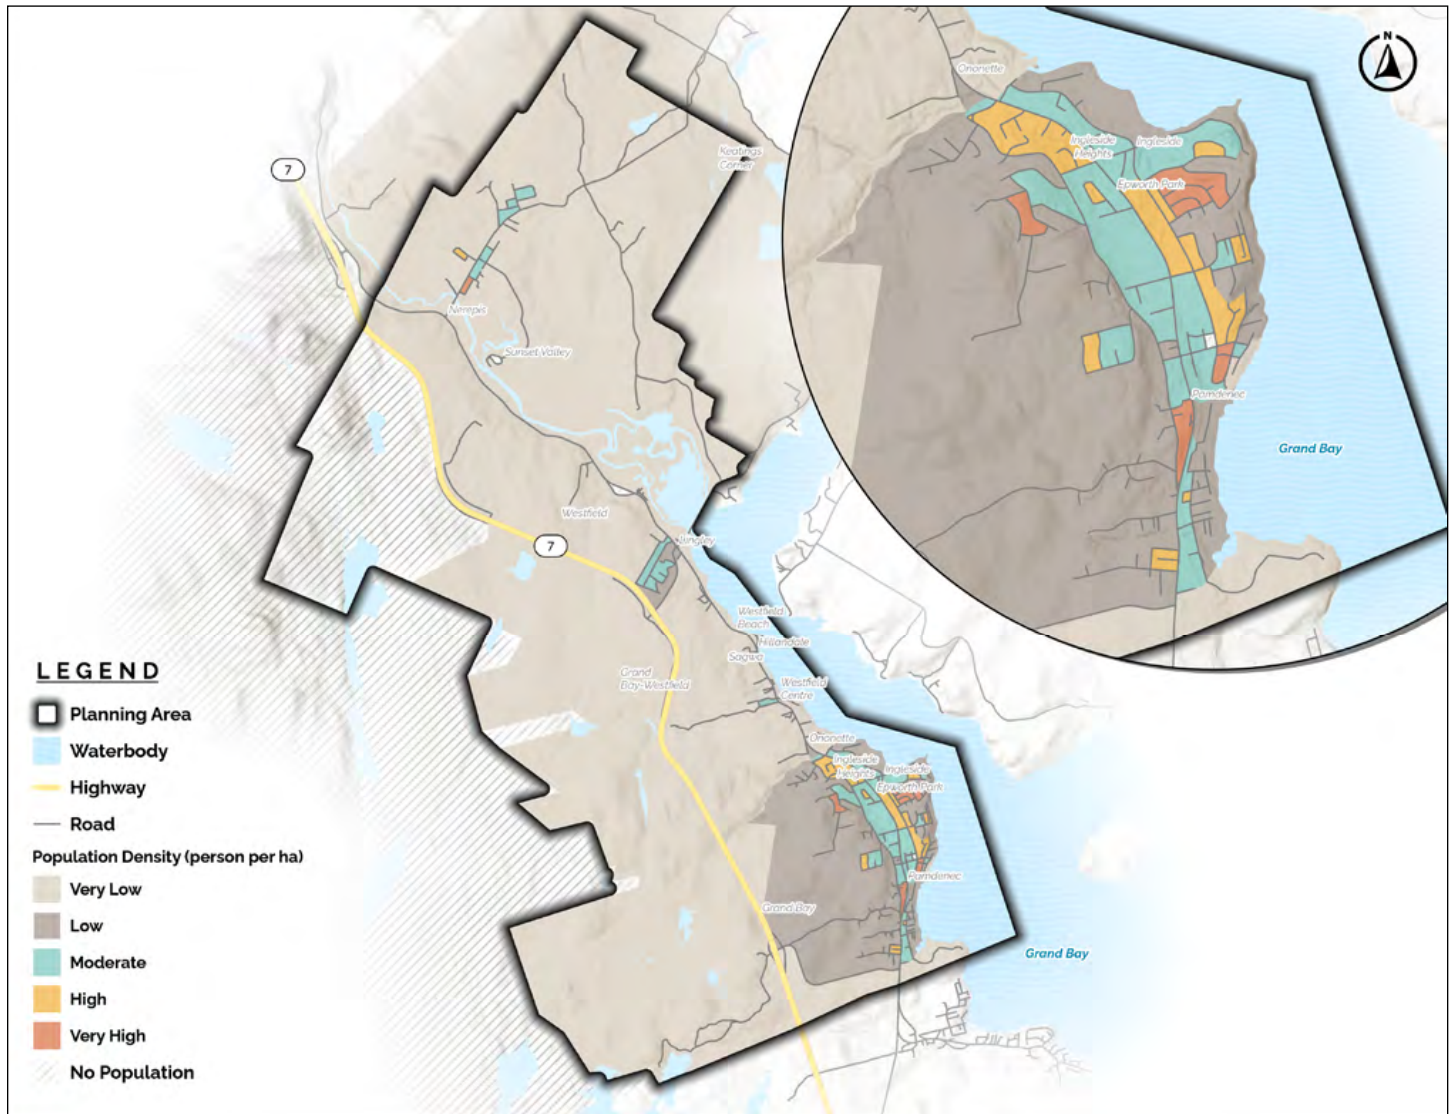 N
Ononette
Ingleside
Heights
Ingleside
Epworth Park
Pamdenec
Grand Bay
Keatings
Corner
7
Nerepis
Sunset Valley
Westfield
7
Lingley
Westfield
Beach
Hillandale
Sagwa
Grand
Bay-Westfield
Westfield
Centre
Ononette
Ingleside
Heights
Ingleside
Epworth Park
Pamdenec
Grand Bay
Grand Bay
LEGEND
Planning Area
Waterbody
Highway
Road
Population Density (person per ha)
Very Low
Low
Moderate
High
Very High
No Population